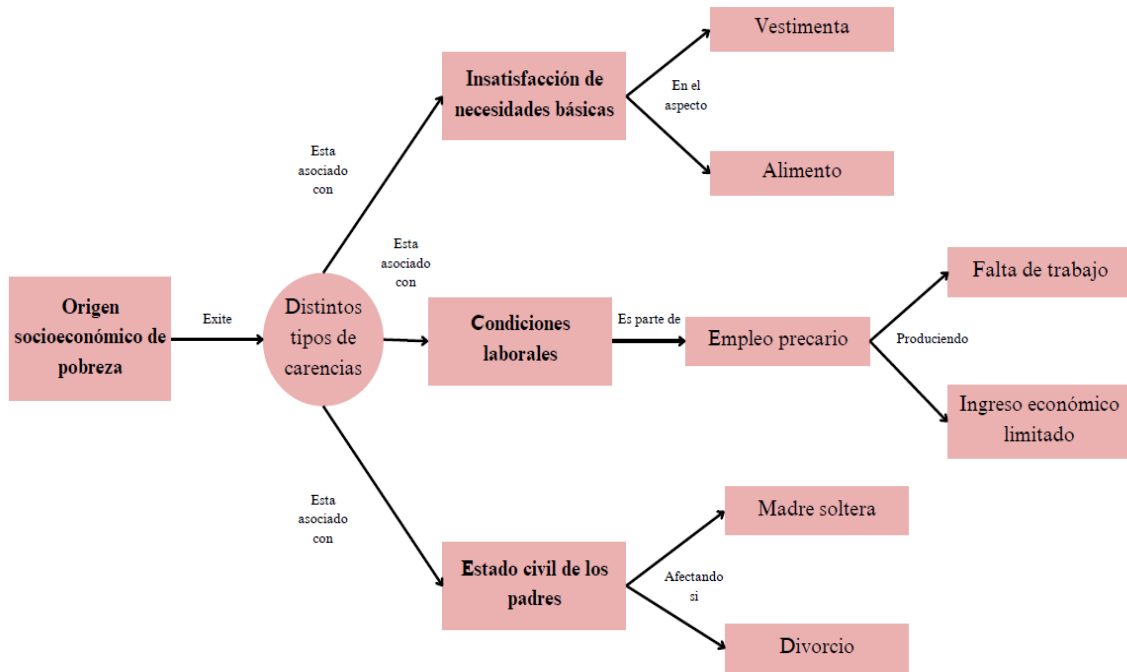 Vestimenta
Insatisfacción de
necesidades básicas
En el
aspecto
Alimento
Esta
asociado
con
Esta
asociado
con
Origen
socioeconómico de
pobreza
Exite
Distintos
tipos de
carencias
Condiciones
laborales
Es parte de
Empleo precario
Falta de trabajo
Produciendo
Ingreso económico
limitado
Esta
asociado
con
Estado civil de los
padres
Madre soltera
Afectando
si
Divorcio